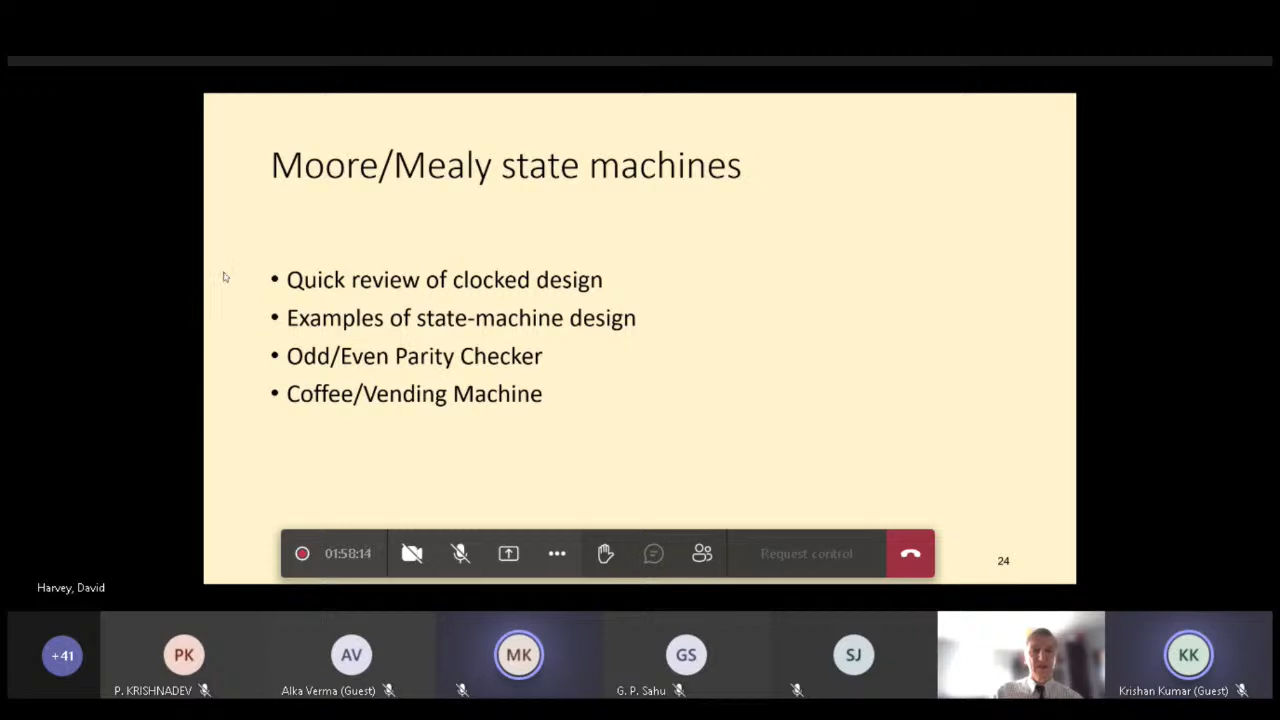 Moore/Mealy state machines
• Quick review of clocked design
• Examples of state-machine design
• Odd/Even Parity Checker
• Coffee/Vending Machine
01:58:14
Request control
24
Harvey, David
+41
PK
AV
MK
GS
SJ
KK
P. KRISHNADEV
Alka Verma (Guest)
G. P. Sahu
Krishan Kumar (Guest)